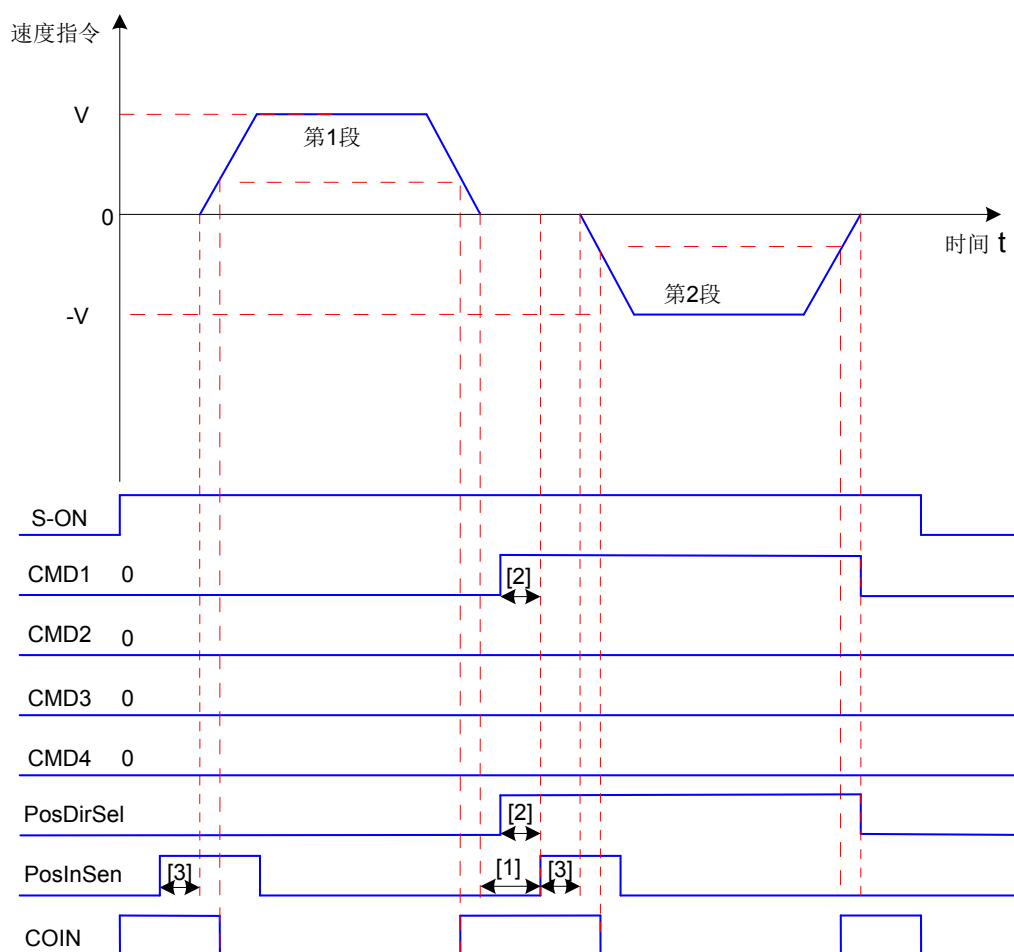 速度指令
V
第1段
0
时间 t
第2段
-V
S-ON
CMD1 0
[2]
CMD2 0
CMD3 0
CMD4 0
PosDirSel
[2]
PosInSen
[3]
[1]
[3]
COIN